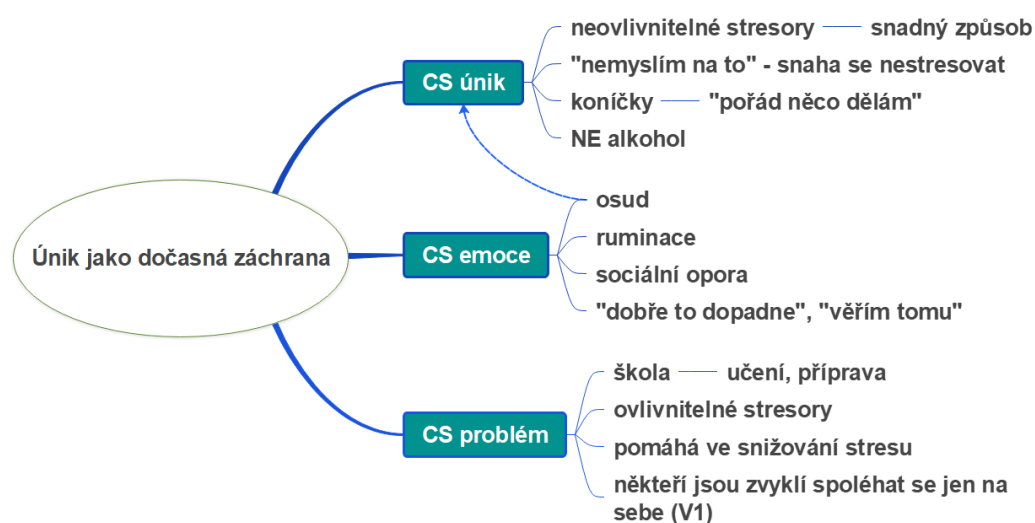 neovlivnitelné stresory
snadný způsob
CS únik
"nemyslím na to" - snaha se nestresovat
koníčky
"pořád něco dělám"
NE alkohol
Únik jako dočasná záchrana
CS emoce
osud
ruminace
sociální opora
"dobře to dopadne", "věřím tomu"
CS problém
škola
učení, příprava
ovlivnitelné stresory
pomáhá ve snižování stresu
někteří jsou zvyklí spoléhat se jen na
sebe (V1)